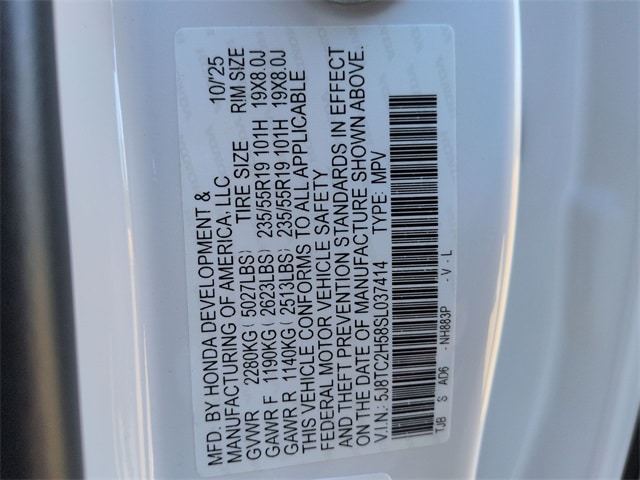 MFD. BY HONDA DEVELOPMENT & 10/'25
MANUFACTURING OF AMERICA, LLC
TIRE SIZE RIM SIZE
GVWR 2280KG( 5027LBS)
GAWR F 1190KG( 2623LBS) 235/55R19 101H 19X8.0J
GAWR R 1140KG( 2513LBS) 235/55R19 101H 19X8.0J
THIS VEHICLE CONFORMS TO ALL APPLICABLE
FEDERAL MOTOR VEHICLE SAFETY
AND THEFT PREVENTION STANDARDS IN EFFECT
ON THE DATE OF MANUFACTURE SHOWN ABOVE.
V.I.N.: 5J8TC2H58SL037414 TYPE: MPV
TJB S AD6 - NH883P - V - L